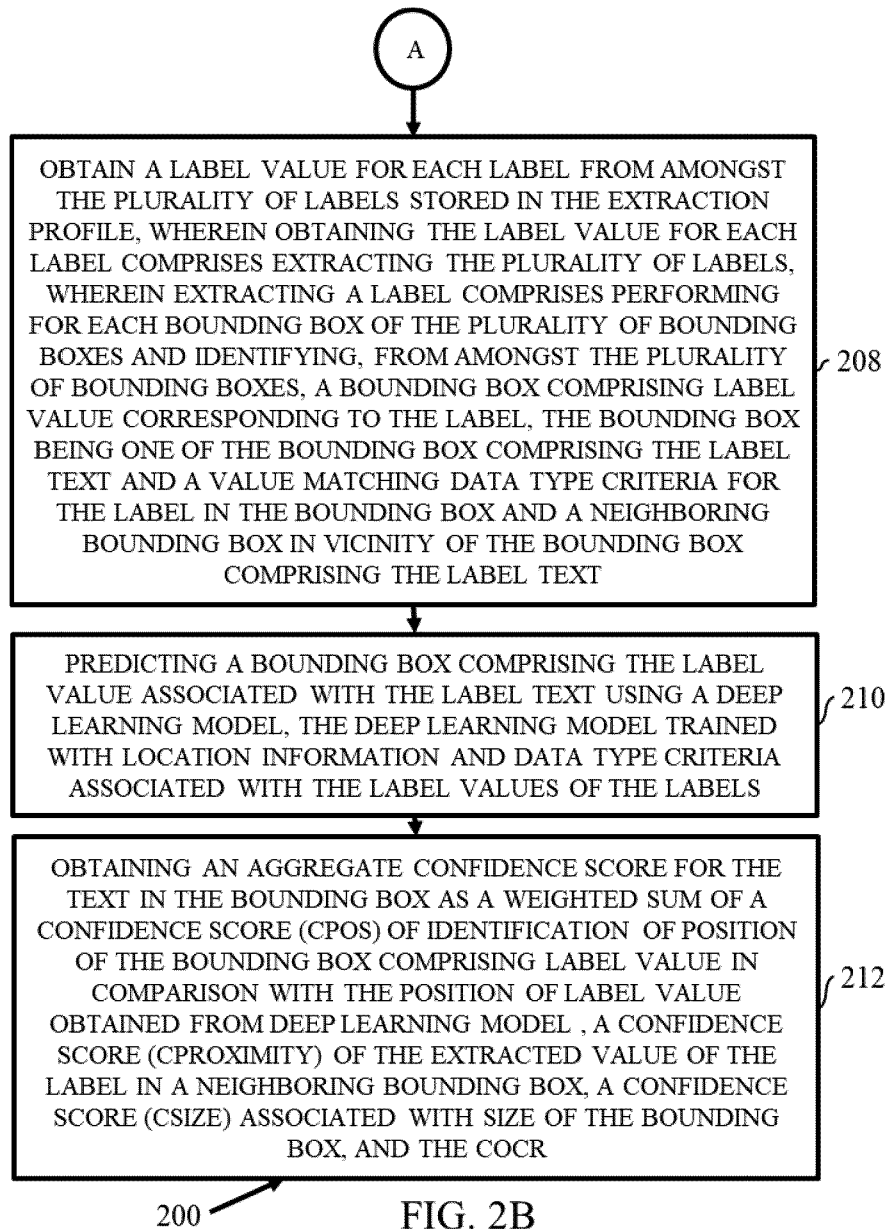 A
OBTAIN A LABEL VALUE FOR EACH LABEL FROM AMONGST
THE PLURALITY OF LABELS STORED IN THE EXTRACTION
PROFILE, WHEREIN OBTAINING THE LABEL VALUE FOR EACH
LABEL COMPRISES EXTRACTING THE PLURALITY OF LABELS,
WHEREIN EXTRACTING A LABEL COMPRISES PERFORMING
FOR EACH BOUNDING BOX OF THE PLURALITY OF BOUNDING
BOXES AND IDENTIFYING, FROM AMONGST THE PLURALITY
OF BOUNDING BOXES, A BOUNDING BOX COMPRISING LABEL
VALUE CORRESPONDING TO THE LABEL, THE BOUNDING BOX
BEING ONE OF THE BOUNDING BOX COMPRISING THE LABEL
TEXT AND A VALUE MATCHING DATA TYPE CRITERIA FOR
THE LABEL IN THE BOUNDING BOX AND A NEIGHBORING
BOUNDING BOX IN VICINITY OF THE BOUNDING BOX
COMPRISING THE LABEL TEXT
208
PREDICTING A BOUNDING BOX COMPRISING THE LABEL
VALUE ASSOCIATED WITH THE LABEL TEXT USING A DEEP
LEARNING MODEL, THE DEEP LEARNING MODEL TRAINED
WITH LOCATION INFORMATION AND DATA TYPE CRITERIA
ASSOCIATED WITH THE LABEL VALUES OF THE LABELS
210
OBTAINING AN AGGREGATE CONFIDENCE SCORE FOR THE
TEXT IN THE BOUNDING BOX AS A WEIGHTED SUM OF A
CONFIDENCE SCORE (CPOS) OF IDENTIFICATION OF POSITION
OF THE BOUNDING BOX COMPRISING LABEL VALUE IN
COMPARISON WITH THE POSITION OF LABEL VALUE
OBTAINED FROM DEEP LEARNING MODEL , A CONFIDENCE
SCORE (CPROXIMITY) OF THE EXTRACTED VALUE OF THE
LABEL IN A NEIGHBORING BOUNDING BOX, A CONFIDENCE
SCORE (CSIZE) ASSOCIATED WITH SIZE OF THE BOUNDING
BOX, AND THE COCR
212
200
FIG. 2B